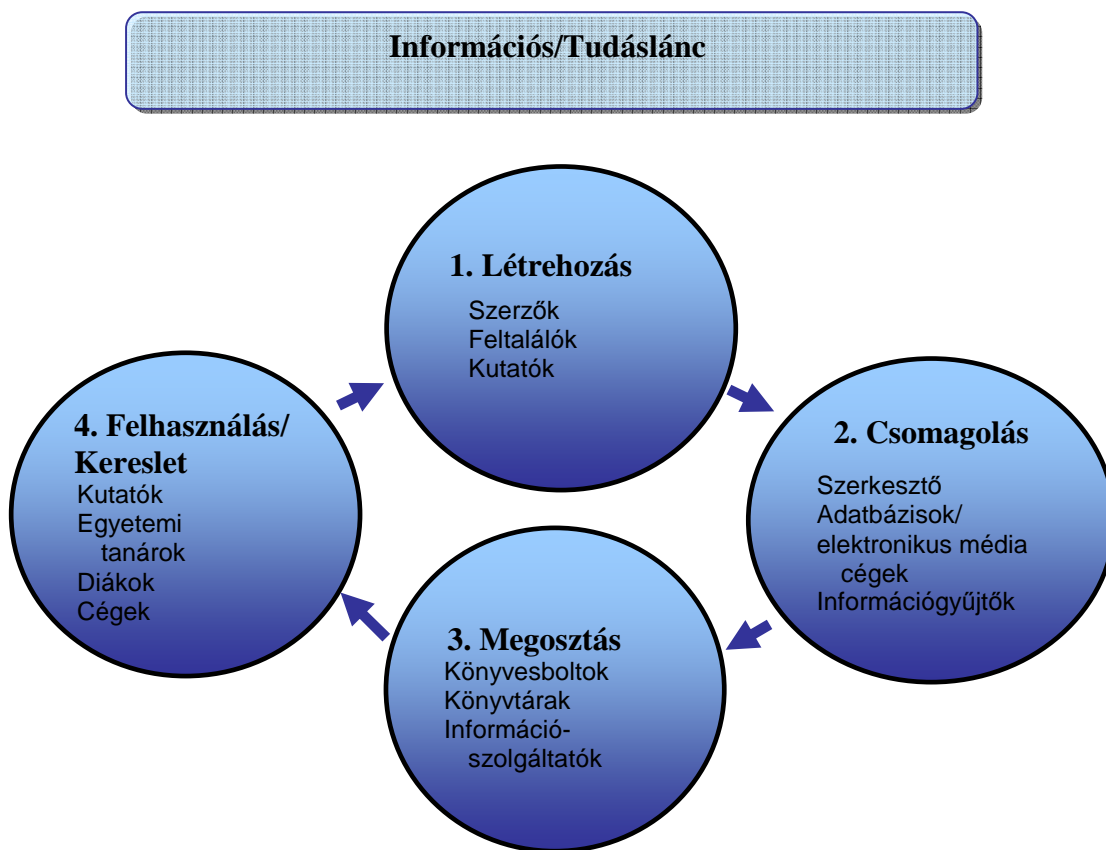 Információs/Tudáslánc
1. Létrehozás
Szerzők
Feltalálók
Kutatók
2. Csomagolás
Szerkesztő
Adatbázisok/
elektronikus média
cégek
Információgyűjtők
3. Megosztás
Könyvesboltok
Könyvtárak
Információ-
szolgáltatók
4. Felhasználás/
Kereslet
Kutatók
Egyetemi
tanárok
Diákok
Cégek